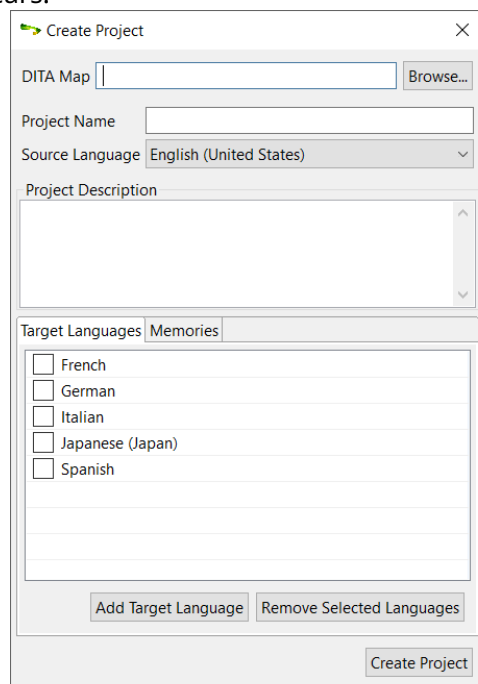 Create Project
DITA Map Browse...
Project Name
Source Language English (United States)
Project Description
Target Languages Memories
French
German
Italian
Japanese (Japan)
Spanish
Add Target Language Remove Selected Languages
Create Project